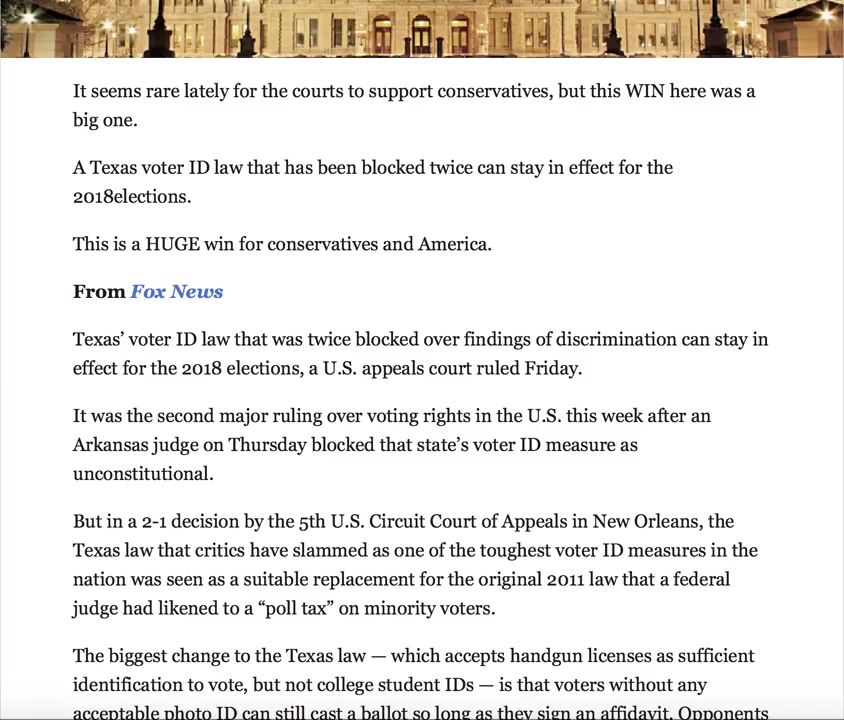 It seems rare lately for the courts to support conservatives, but this WIN here was a
big one.
A Texas voter ID law that has been blocked twice can stay in effect for the
2018elections.
This is a HUGE win for conservatives and America.
From Fox News
Texas’ voter ID law that was twice blocked over findings of discrimination can stay in
effect for the 2018 elections, a U.S. appeals court ruled Friday.
It was the second major ruling over voting rights in the U.S. this week after an
Arkansas judge on Thursday blocked that state’s voter ID measure as
unconstitutional.
But in a 2-1 decision by the 5th U.S. Circuit Court of Appeals in New Orleans, the
Texas law that critics have slammed as one of the toughest voter ID measures in the
nation was seen as a suitable replacement for the original 2011 law that a federal
judge had likened to a “poll tax” on minority voters.
The biggest change to the Texas law — which accepts handgun licenses as sufficient
identification to vote, but not college student IDs — is that voters without any
acceptable photo ID can still cast a ballot so long as they sign an affidavit. Opponents